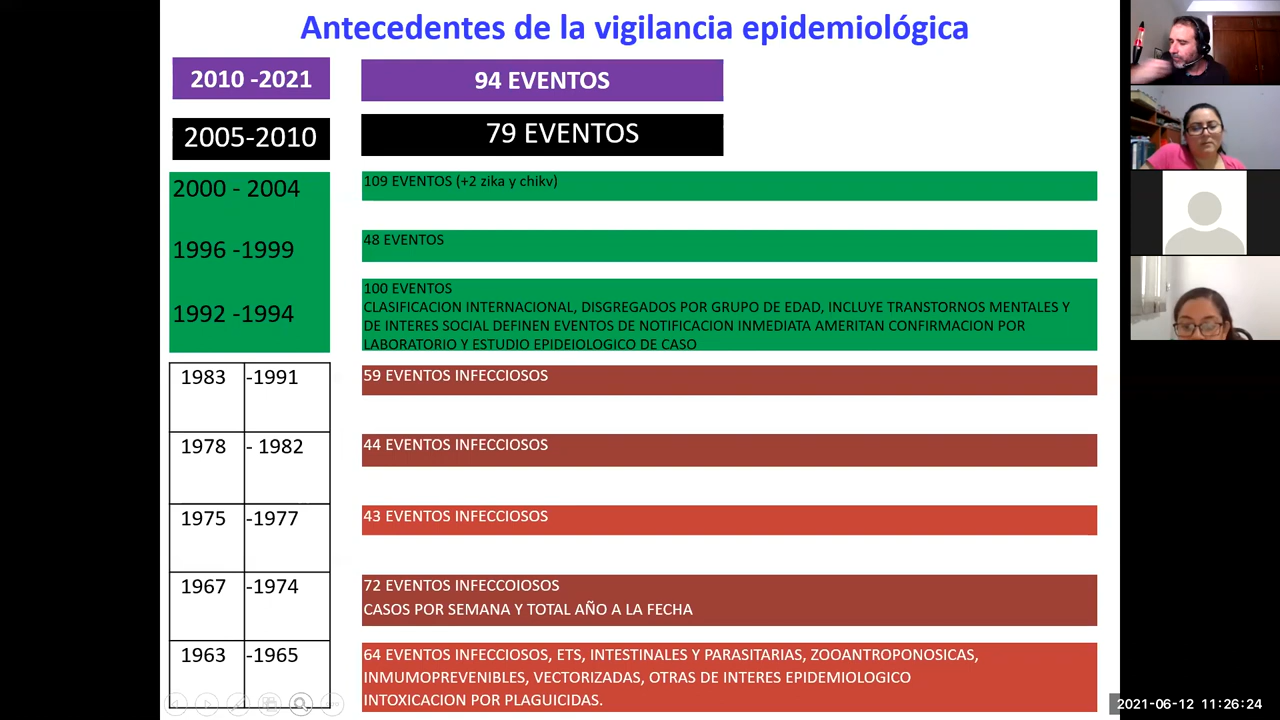 Antecedentes de la vigilancia epidemiológica
2010 -2021
94 EVENTOS
2005-2010
79 EVENTOS
2000 - 2004
109 EVENTOS (+2 zika y chikv)
1996 -1999
48 EVENTOS
1992 -1994
100 EVENTOS
CLASIFICACION INTERNACIONAL, DISGREGADOS POR GRUPO DE EDAD, INCLUYE TRANSTORNOS MENTALES Y
DE INTERES SOCIAL DEFINEN EVENTOS DE NOTIFICACION INMEDIATA AMERITAN CONFIRMACION POR
LABORATORIO Y ESTUDIO EPIDEIOLOGICO DE CASO
1983 -1991
59 EVENTOS INFECCIOSOS
1978 - 1982
44 EVENTOS INFECCIOSOS
1975 -1977
43 EVENTOS INFECCIOSOS
1967 -1974
72 EVENTOS INFECCOIOSOS
CASOS POR SEMANA Y TOTAL AÑO A LA FECHA
1963 -1965
64 EVENTOS INFECCIOSOS, ETS, INTESTINALES Y PARASITARIAS, ZOOANTROPONOSICAS,
INMUMOPREVENIBLES, VECTORIZADAS, OTRAS DE INTERES EPIDEMIOLOGICO
INTOXICACION POR PLAGUICIDAS.
2021-06-12 11:26:24